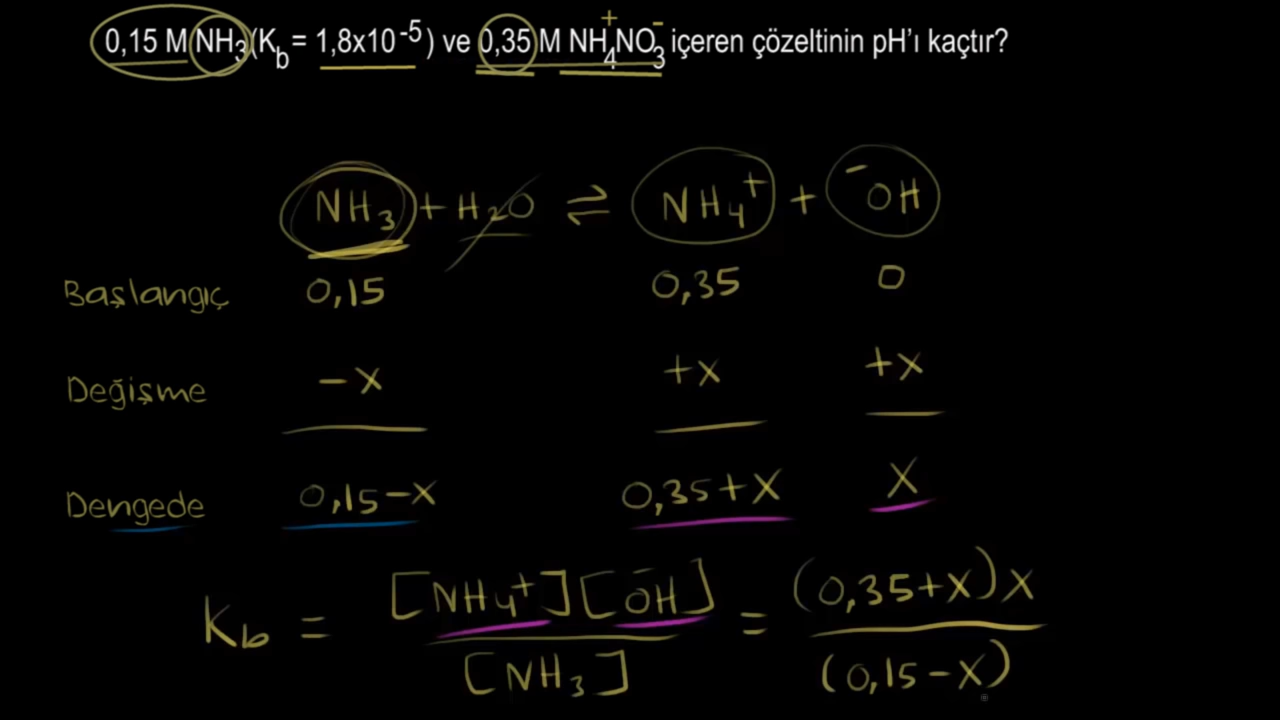 0,15 M NH₃(K_b = 1,8x10⁻⁵) ve 0,35 M NH₄⁺NO₃⁻ içeren çözeltinin pH'ı kaçtır?
NH₃ + H₂O ⇌ NH₄⁺ + ⁻OH
Başlangıç 0,15 0,35 0
Değişme -x +x +x
Dengede 0,15-x 0,35+x x
K_b = [NH₄⁺][⁻OH] / [NH₃] = (0,35+x)x / (0,15-x)